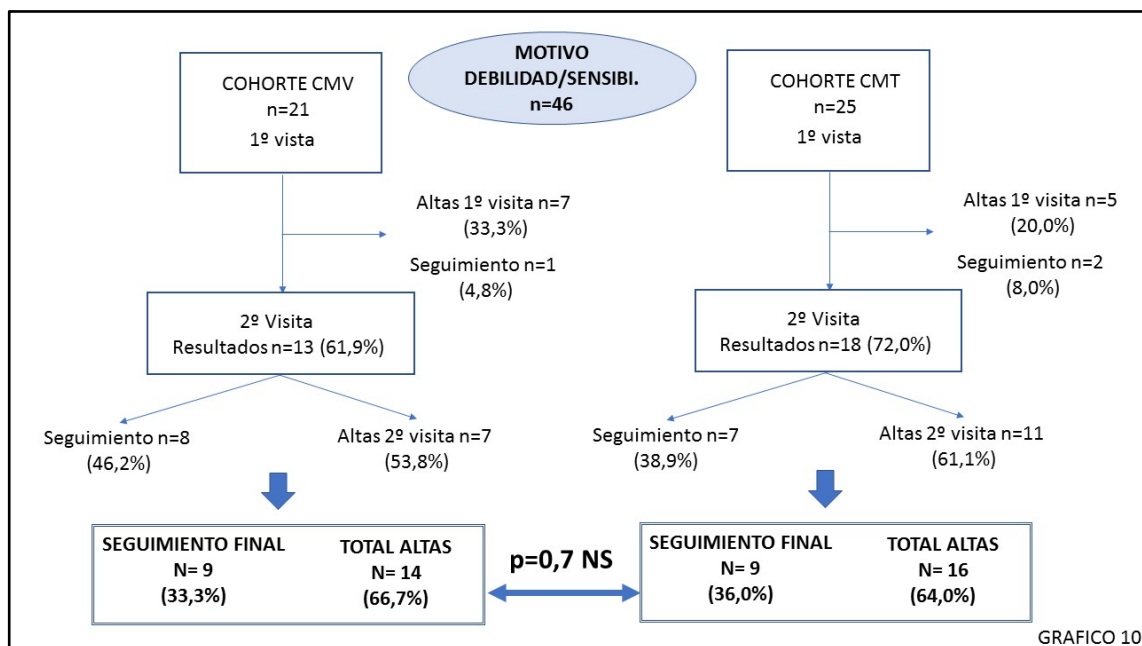 MOTIVO
DEBILIDAD/SENSIBI.
n=46
COHORTE CMV
n=21
1º vista
COHORTE CMT
n=25
1º vista
Altas 1º visita n=7
(33,3%)
Seguimiento n=1
(4,8%)
Altas 1º visita n=5
(20,0%)
Seguimiento n=2
(8,0%)
2º Visita
Resultados n=13 (61,9%)
2º Visita
Resultados n=18 (72,0%)
Seguimiento n=8
(46,2%)
Altas 2º visita n=7
(53,8%)
Seguimiento n=7
(38,9%)
Altas 2º visita n=11
(61,1%)
SEGUIMIENTO FINAL
N= 9
(33,3%)
TOTAL ALTAS
N= 14
(66,7%)
p=0,7 NS
SEGUIMIENTO FINAL
N= 9
(36,0%)
TOTAL ALTAS
N= 16
(64,0%)
GRAFICO 10